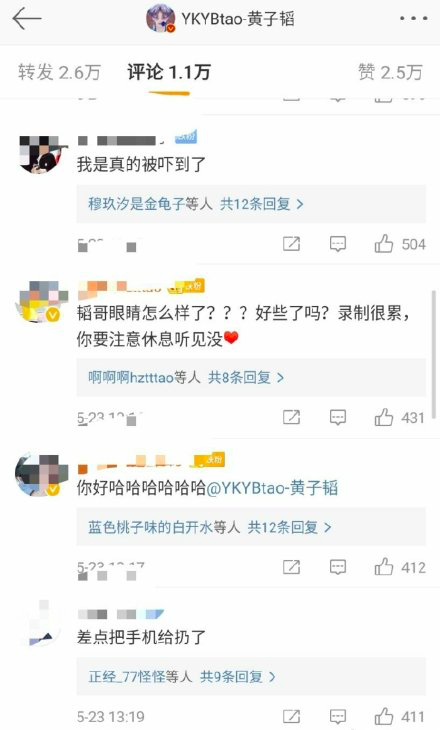 YKYBtao-黄子韬
转发 2.6万
评论 1.1万
赞 2.5万
我是真的被吓到了
穆玖汐是金龟子等人 共12条回复
504
韬哥眼睛怎么样了？？？好些了吗？录制很累，
你要注意休息听见没
啊啊啊hztttao等人 共8条回复
431
你好哈哈哈哈哈哈@YKYBtao-黄子韬
蓝色桃子味的白开水等人 共12条回复
412
差点把手机给扔了
正经_77怪怪等人 共9条回复
5-23 13:19
411